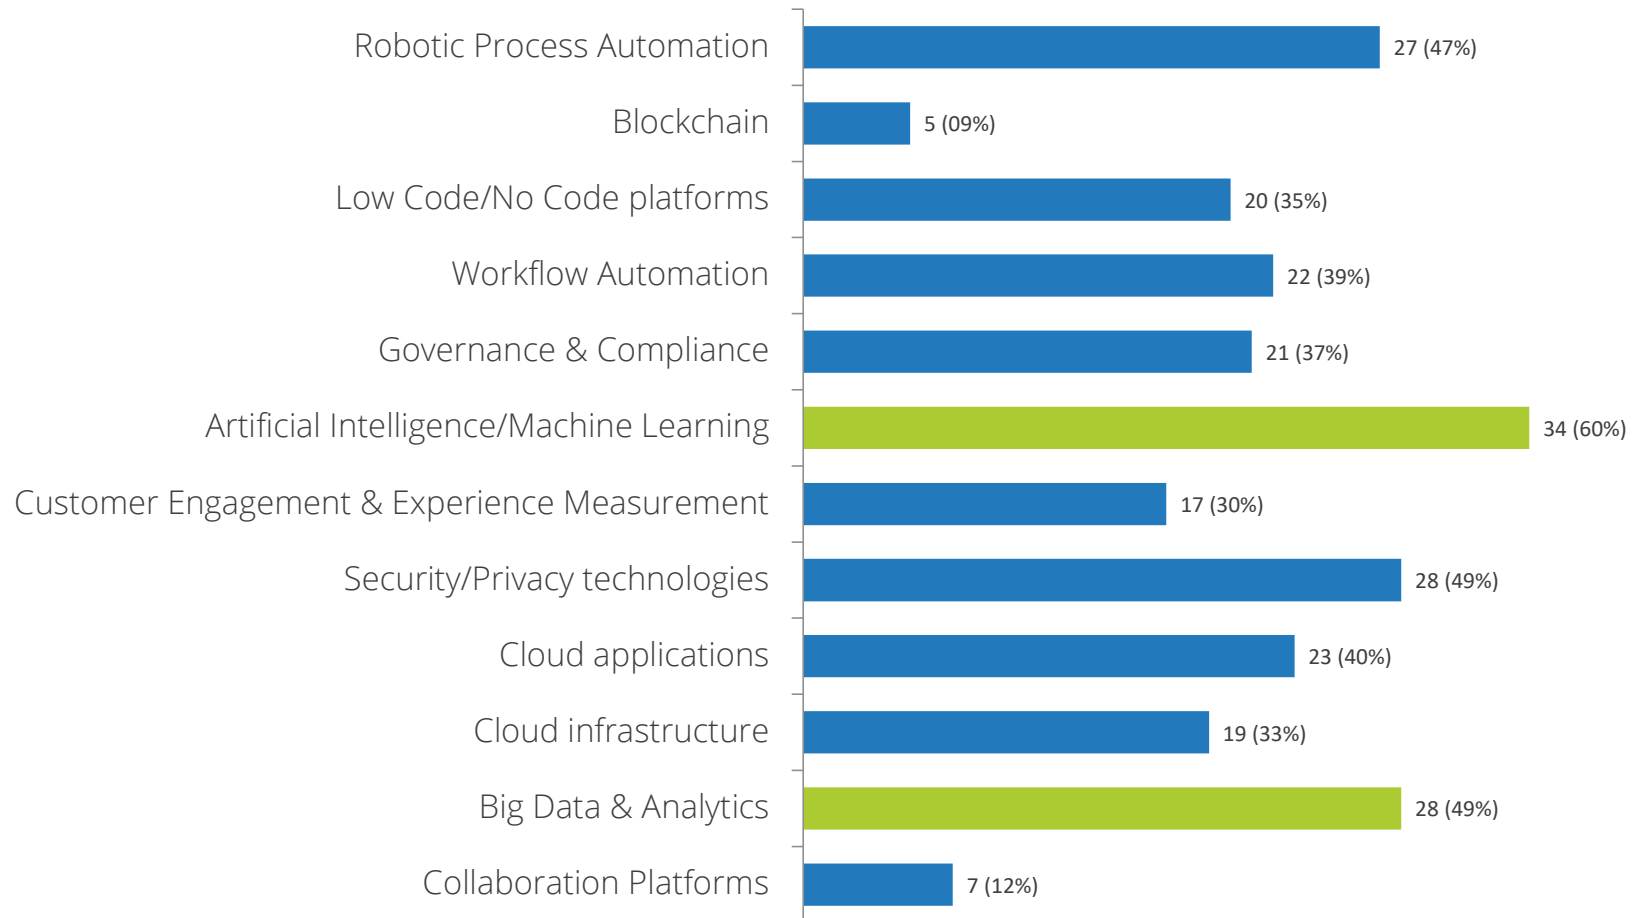 Robotic Process Automation 27 (47%)
Blockchain 5 (09%)
Low Code/No Code platforms 20 (35%)
Workflow Automation 22 (39%)
Governance & Compliance 21 (37%)
Artificial Intelligence/Machine Learning 34 (60%)
Customer Engagement & Experience Measurement 17 (30%)
Security/Privacy technologies 28 (49%)
Cloud applications 23 (40%)
Cloud infrastructure 19 (33%)
Big Data & Analytics 28 (49%)
Collaboration Platforms 7 (12%)